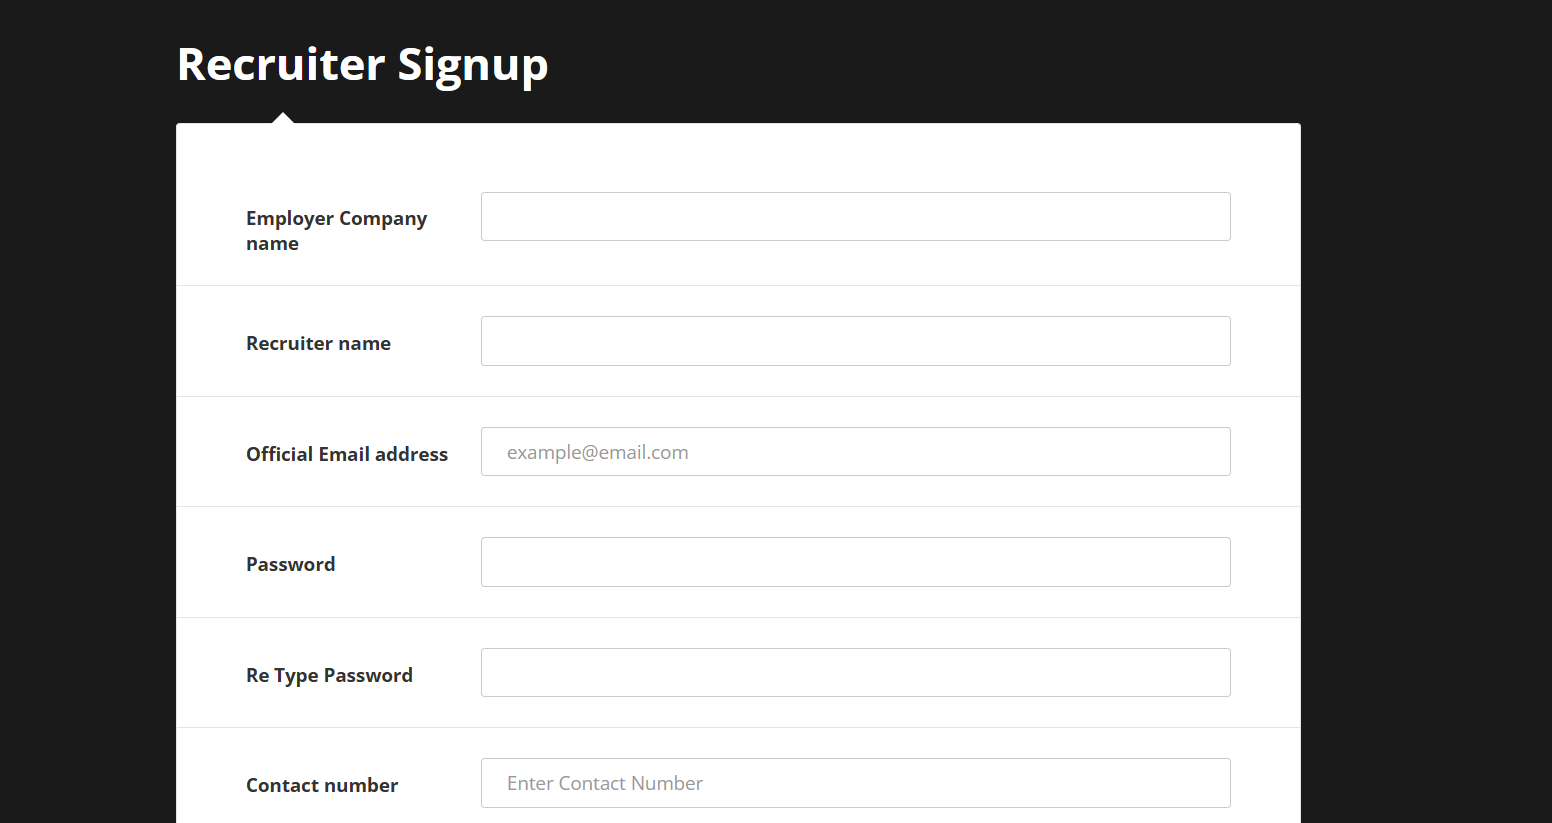 Recruiter Signup
Employer Company
name
Recruiter name
Official Email address
example@email.com
Password
Re Type Password
Contact number
Enter Contact Number